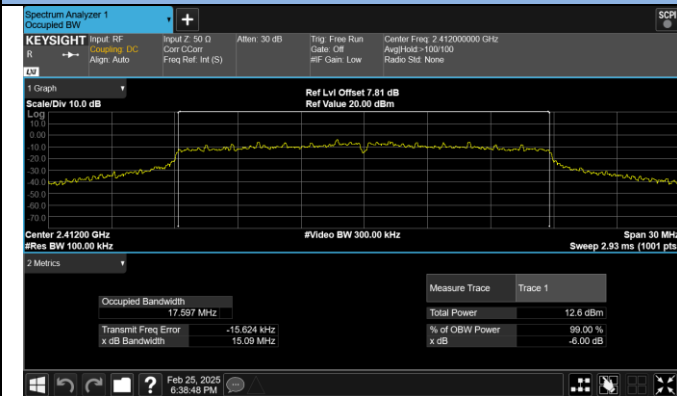 Spectrum Analyzer 1
Occupied BW
+
SCPI
KEYSIGHT
R
LXI
Input: RF
Coupling: DC
Align: Auto
Input Z: 50 Ω
Corr CCorr
Freq Ref: Int (S)
Atten: 30 dB
Trig: Free Run
Gate: Off
#IF Gain: Low
Center Freq: 2.412000000 GHz
Avg|Hold:>100/100
Radio Std: None
1 Graph
Scale/Div 10.0 dB
Ref Lvl Offset 7.81 dB
Ref Value 20.00 dBm
Log
10.0
0.00
-10.0
-20.0
-30.0
-40.0
-50.0
-60.0
-70.0
Center 2.41200 GHz
#Res BW 100.00 kHz
#Video BW 300.00 kHz
Span 30 MHz
Sweep 2.93 ms (1001 pts
2 Metrics
Measure Trace
Trace 1
Occupied Bandwidth
17.597 MHz
Total Power
12.6 dBm
Transmit Freq Error
-15.624 kHz
% of OBW Power
99.00 %
x dB Bandwidth
15.09 MHz
x dB
-6.00 dB
?
Feb 25, 2025
6:38:48 PM